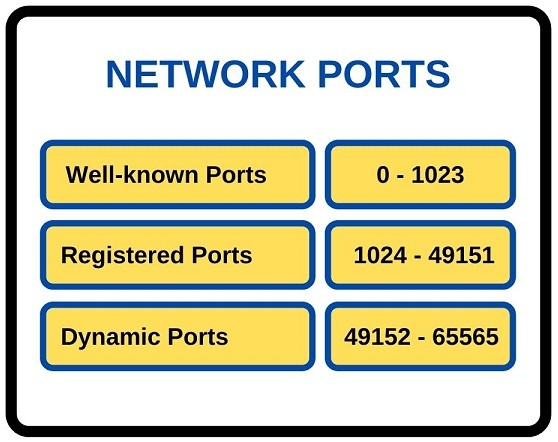 NETWORK PORTS
Well-known Ports 0 - 1023
Registered Ports 1024 - 49151
Dynamic Ports 49152 - 65565